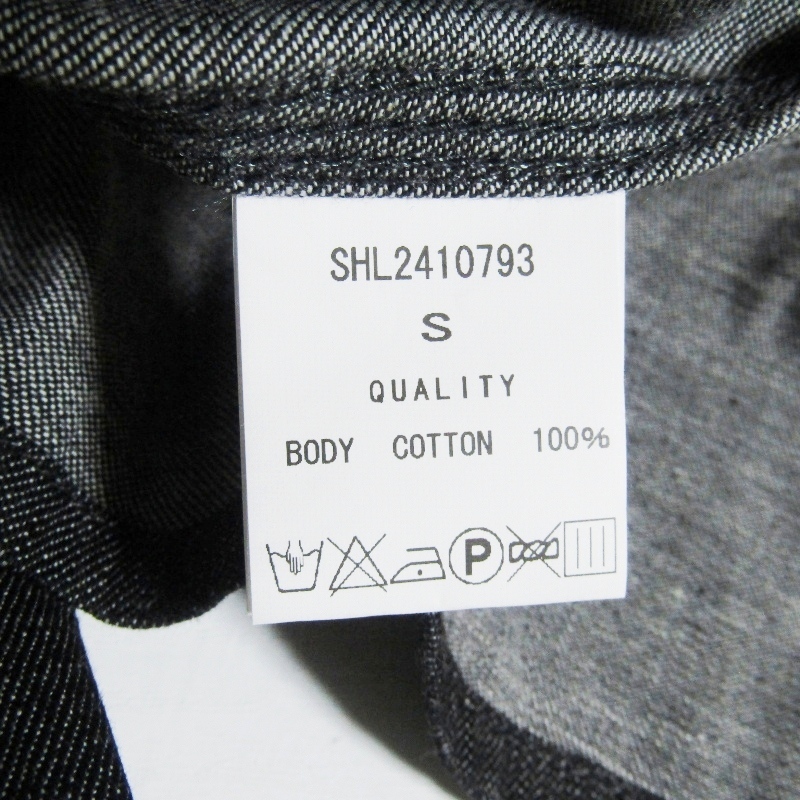 SHL2410793
S
QUALITY
BODY COTTON 100%
P